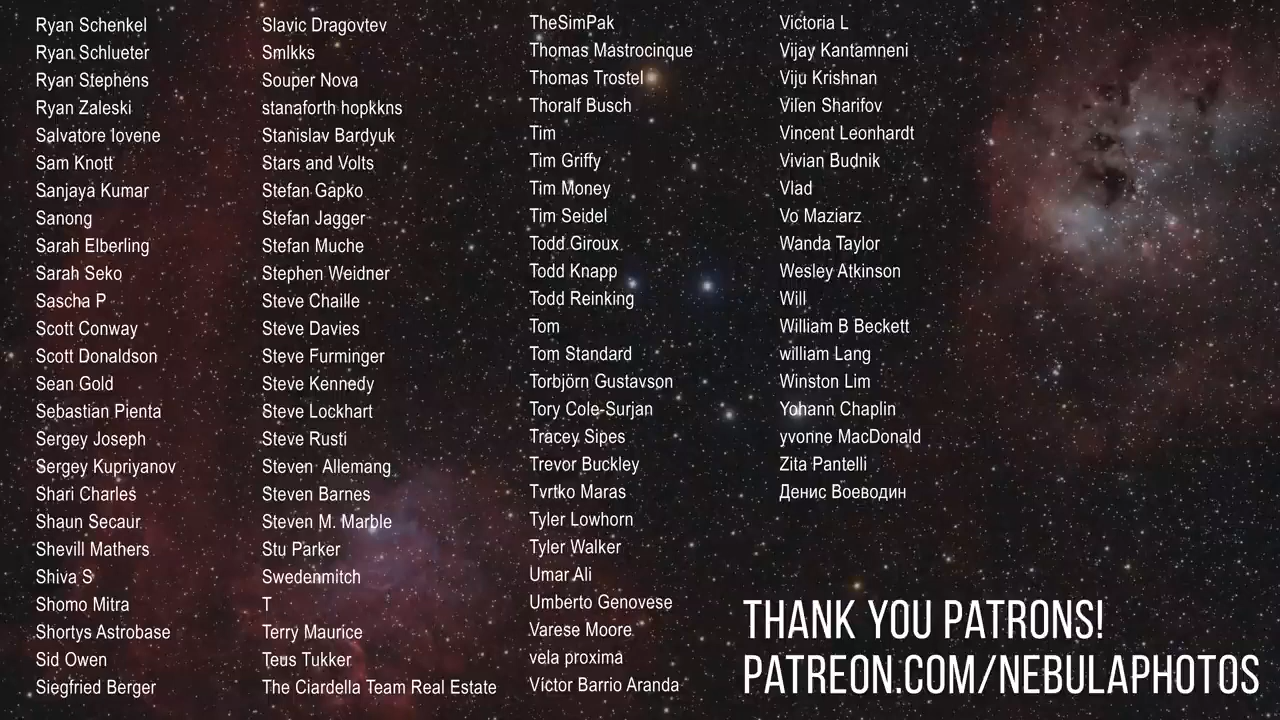 Ryan Schenkel
Ryan Schlueter
Ryan Stephens
Ryan Zaleski
Salvatore Iovene
Sam Knott
Sanjaya Kumar
Sanong
Sarah Elberling
Sarah Seko
Sascha P
Scott Conway
Scott Donaldson
Sean Gold
Sebastian Pienta
Sergey Joseph
Sergey Kupriyanov
Shari Charles
Shaun Secaur
Shevill Mathers
Shiva S
Shomo Mitra
Shortys Astrobase
Sid Owen
Siegfried Berger
Slavic Dragovtev
Smlkks
Souper Nova
stanaforth hopkkns
Stanislav Bardyuk
Stars and Volts
Stefan Gapko
Stefan Jagger
Stefan Muche
Stephen Weidner
Steve Chaille
Steve Davies
Steve Furminger
Steve Kennedy
Steve Lockhart
Steve Rusti
Steven  Allemang
Steven Barnes
Steven M. Marble
Stu Parker
Swedenmitch
T
Terry Maurice
Teus Tukker
The Ciardella Team Real Estate
TheSimPak
Thomas Mastrocinque
Thomas Trostel
Thoralf Busch
Tim
Tim Griffy
Tim Money
Tim Seidel
Todd Giroux
Todd Knapp
Todd Reinking
Tom
Tom Standard
Torbjörn Gustavson
Tory Cole-Surjan
Tracey Sipes
Trevor Buckley
Tvrtko Maras
Tyler Lowhorn
Tyler Walker
Umar Ali
Umberto Genovese
Varese Moore
vela proxima
Víctor Barrio Aranda
Victoria L
Vijay Kantamneni
Viju Krishnan
Vilen Sharifov
Vincent Leonhardt
Vivian Budnik
Vlad
Vo Maziarz
Wanda Taylor
Wesley Atkinson
Will
William B Beckett
william Lang
Winston Lim
Yohann Chaplin
yvonne MacDonald
Zita Pantelli
Денис Воеводин
THANK YOU PATRONS!
PATREON.COM/NEBULAPHOTOS